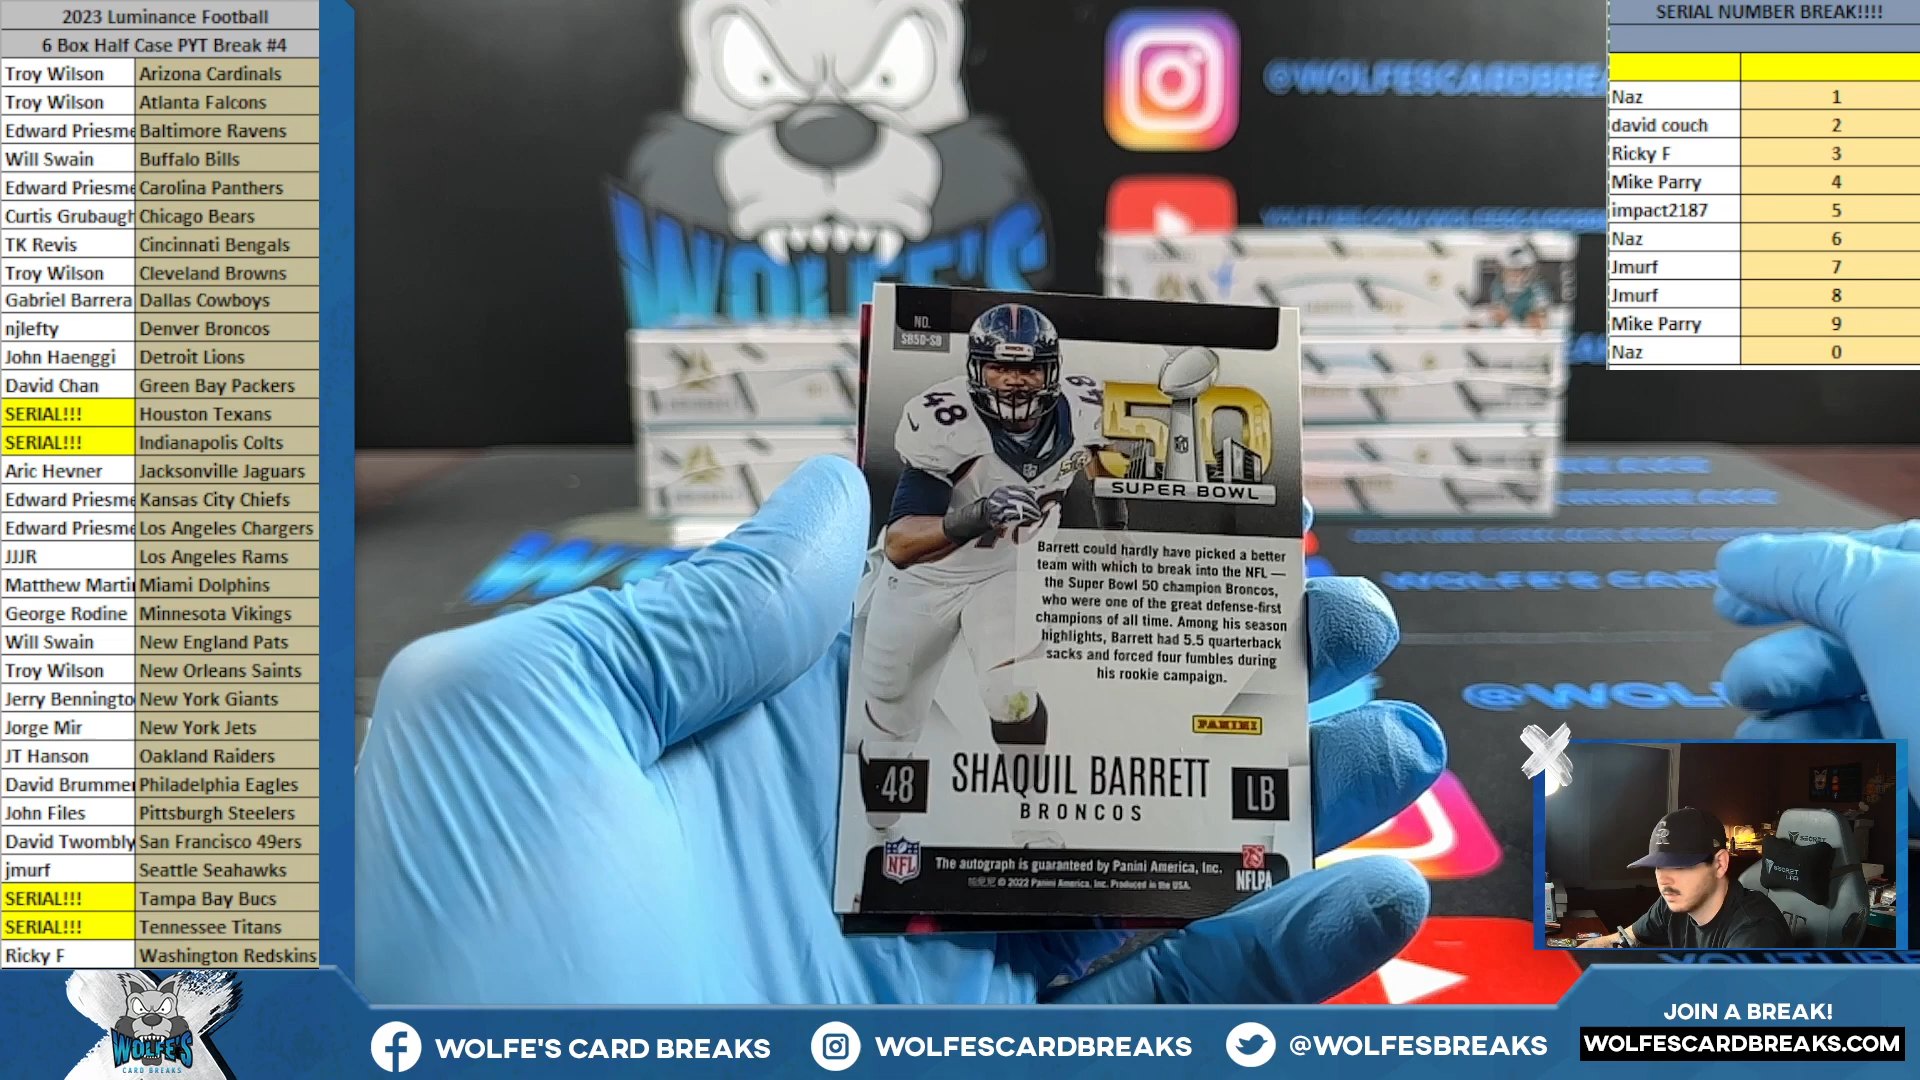 2023 Luminance Football
6 Box Half Case PYT Break #4
Troy Wilson Arizona Cardinals
Troy Wilson Atlanta Falcons
Edward Priesme Baltimore Ravens
Will Swain Buffalo Bills
Edward Priesme Carolina Panthers
Curtis Grubaugh Chicago Bears
TK Revis Cincinnati Bengals
Troy Wilson Cleveland Browns
Gabriel Barrera Dallas Cowboys
njlefty Denver Broncos
John Haenggi Detroit Lions
David Chan Green Bay Packers
SERIAL!!! Houston Texans
SERIAL!!! Indianapolis Colts
Aric Hevner Jacksonville Jaguars
Edward Priesme Kansas City Chiefs
Edward Priesme Los Angeles Chargers
JJJR Los Angeles Rams
Matthew Marti Miami Dolphins
George Rodine Minnesota Vikings
Will Swain New England Pats
Troy Wilson New Orleans Saints
Jerry Benningto New York Giants
Jorge Mir New York Jets
JT Hanson Oakland Raiders
David Brummer Philadelphia Eagles
John Files Pittsburgh Steelers
David Twombly San Francisco 49ers
jmurf Seattle Seahawks
SERIAL!!! Tampa Bay Bucs
SERIAL!!! Tennessee Titans
Ricky F Washington Redskins
SERIAL NUMBER BREAK!!!!
Naz 1
david couch 2
Ricky F 3
Mike Parry 4
impact2187 5
Naz 6
Jmurf 7
Jmurf 8
Mike Parry 9
Naz 0
@WOLFESCARDBREA
WOLFE'S
NO.
SB50-SB
48
48
50
SUPER BOWL
Barrett could hardly have picked a better
team with which to break into the NFL —
the Super Bowl 50 champion Broncos,
who were one of the great defense-first
champions of all time. Among his season
highlights, Barrett had 5.5 quarterback
sacks and forced four fumbles during
his rookie campaign.
PANINI
48 SHAQUIL BARRETT LB
BRONCOS
NFL
The autograph is guaranteed by Panini America, Inc.
© 2022 Panini America, Inc. Produced in the USA.
NFLPA
@WOL
WOLFE'S
CARD BREAKS
WOLFE'S CARD BREAKS
WOLFESCARDBREAKS
@WOLFESBREAKS
JOIN A BREAK!
WOLFESCARDBREAKS.COM